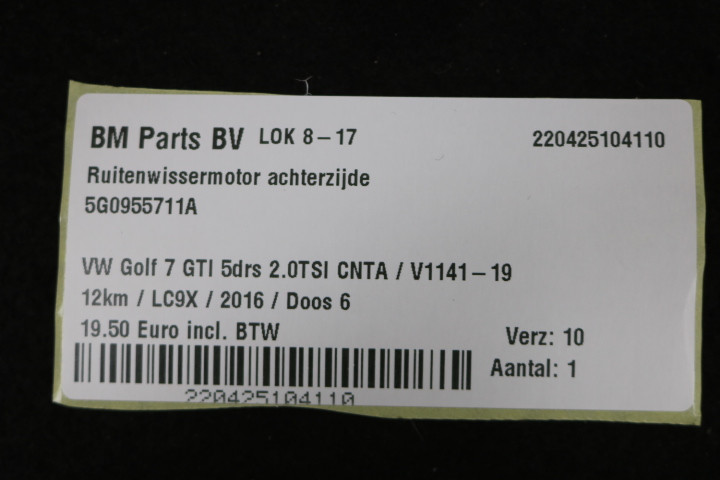 BM Parts BV LOK 8-17 220425104110
Ruitenwissermotor achterzijde
5G0955711A
VW Golf 7 GTI 5drs 2.0TSI CNTA / V1141-19
12km / LC9X / 2016 / Doos 6
19.50 Euro incl. BTW Verz: 10
Aantal: 1
220425104110